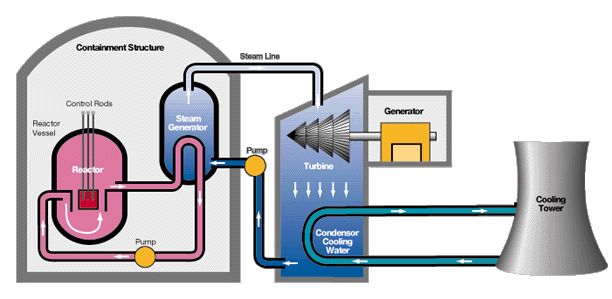 Containment Structure
Steam Line
Control Rods
Reactor
Vessel
Steam
Generator
Reactor
Pump
Pump
Generator
Turbine
Condensor
Cooling
Water
Cooling
Tower